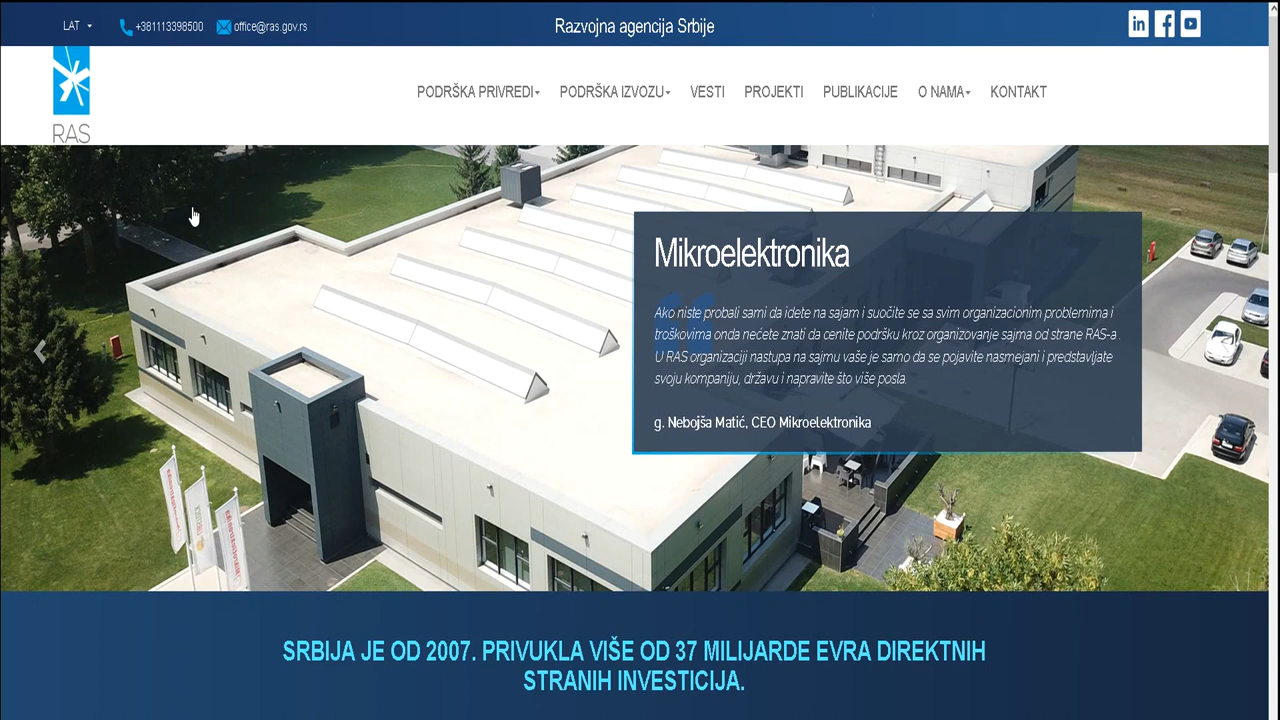 LAT
+381113398500
office@ras.gov.rs
Razvojna agencija Srbije
RAS
PODRŠKA PRIVREDI
PODRŠKA IZVOZU
VESTI
PROJEKTI
PUBLIKACIJE
O NAMA
KONTAKT
Mikroelektronika
Ako niste probali sami da idete na sajam i suočite se sa svim organizacionim problemima i
troškovima onda nećete znati da cenite podršku kroz organizovanje sajma od strane RAS-a .
U RAS organizaciji nastupa na sajmu vaše je samo da se pojavite nasmejani i predstavljate
svoju kompaniju, državu i napravite što više posla.
g. Nebojša Matić, CEO Mikroelektronika
SRBIJA JE OD 2007. PRIVUKLA VIŠE OD 37 MILIJARDE EVRA DIREKTNIH
STRANIH INVESTICIJA.